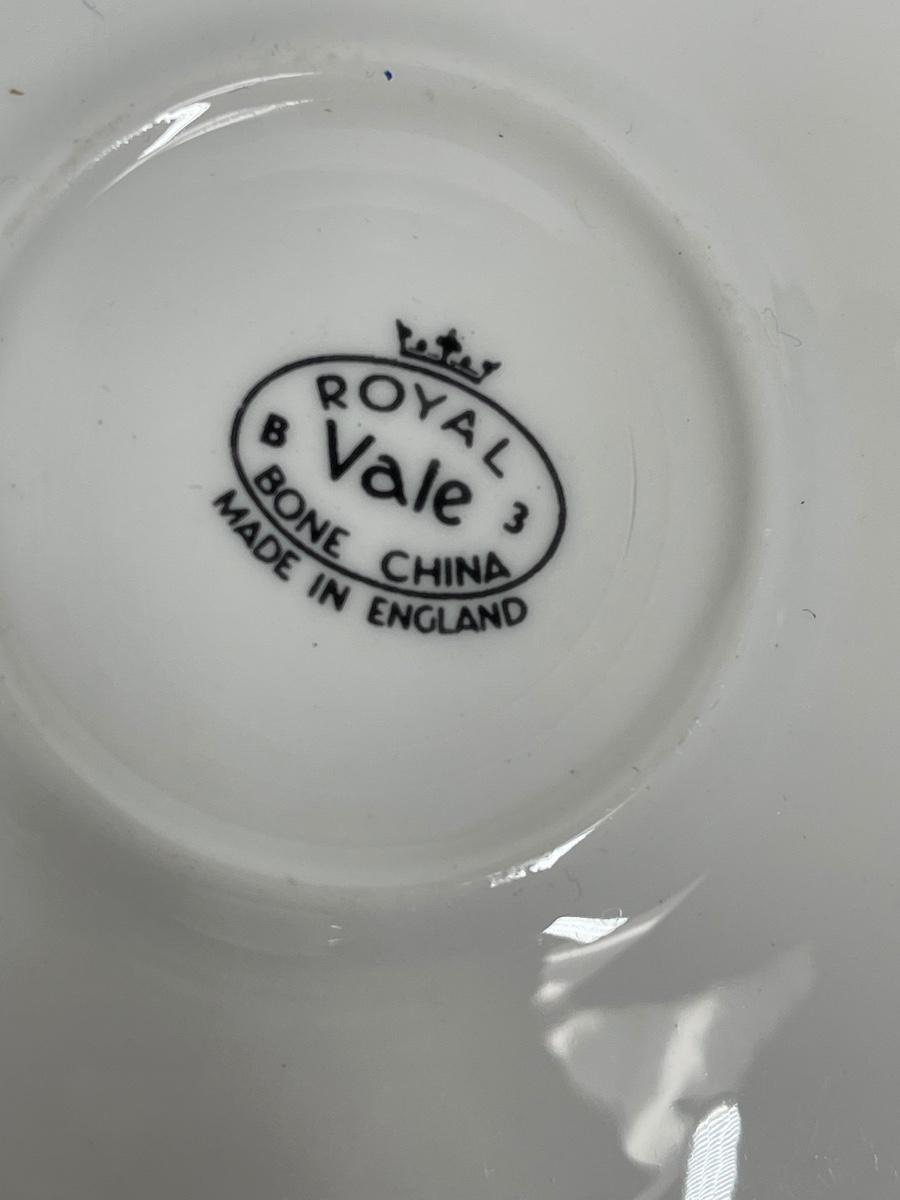 ROYAL
B Vale 3
BONE CHINA
MADE IN ENGLAND